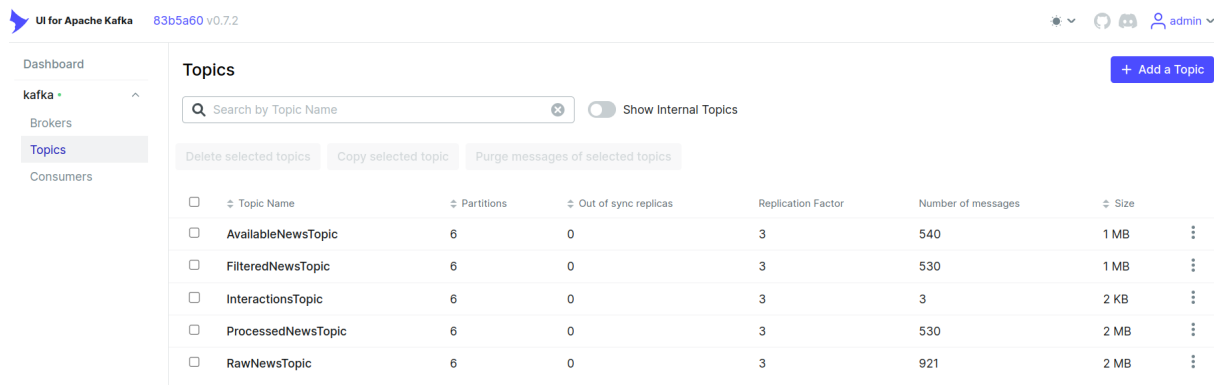 UI for Apache Kafka 83b5a60 v0.7.2 admin
Dashboard
kafka
Brokers
Topics
Consumers
Topics
+ Add a Topic
Search by Topic Name
Show Internal Topics
Delete selected topics Copy selected topic Purge messages of selected topics
Topic Name Partitions Out of sync replicas Replication Factor Number of messages Size
AvailableNewsTopic 6 0 3 540 1 MB
FilteredNewsTopic 6 0 3 530 1 MB
InteractionsTopic 6 0 3 3 2 KB
ProcessedNewsTopic 6 0 3 530 2 MB
RawNewsTopic 6 0 3 921 2 MB